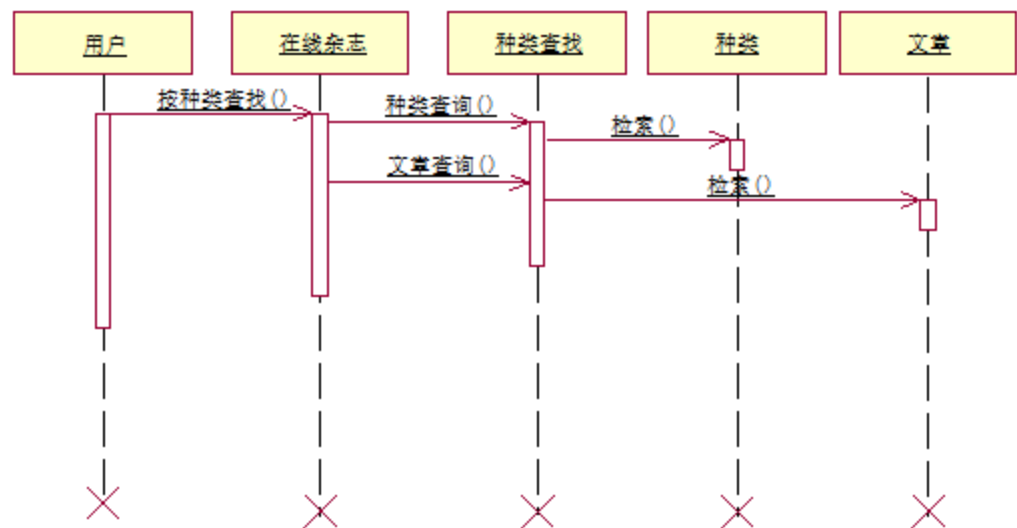 用户
在线杂志
种类查找
种类
文章
按种类查找()
种类查询()
检索()
文章查询()
检索()